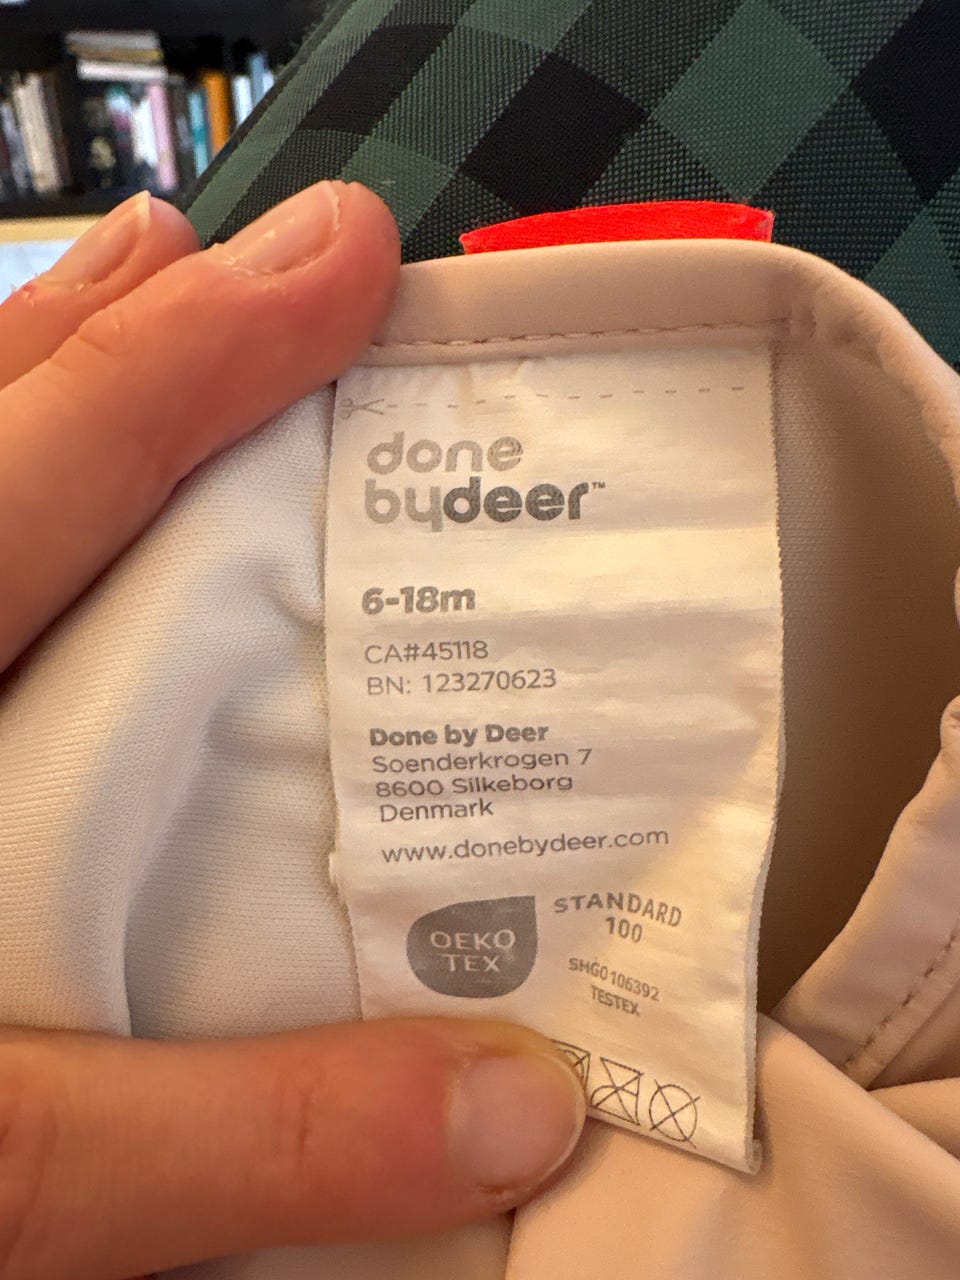 done
bydeer™
6-18m
CA#45118
BN: 123270623
Done by Deer
Soenderkrogen 7
8600 Silkeborg
Denmark
www.donebydeer.com
OEKO
TEX
STANDARD
100
SHGO 106392
TESTEX